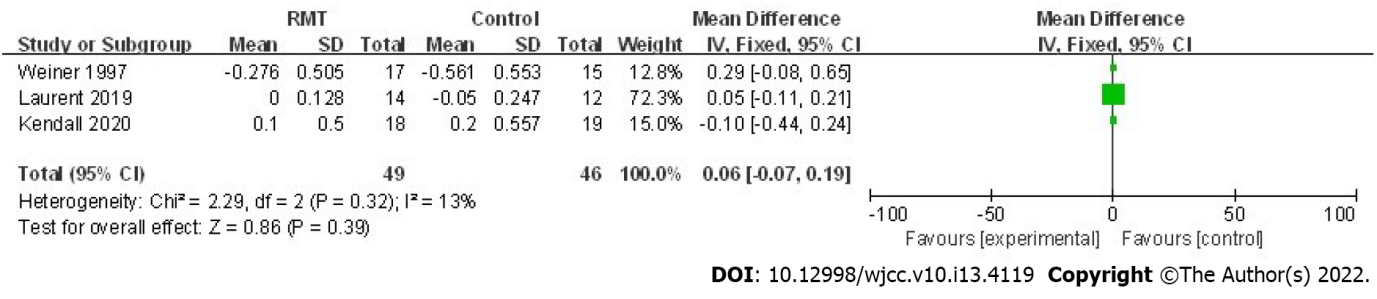 RMT Control Mean Difference Mean Difference
Study or Subgroup Mean SD Total Mean SD Total Weight IV, Fixed, 95% CI IV, Fixed, 95% CI
Weiner 1997 -0.276 0.505 17 -0.561 0.553 15 12.8% 0.29 [-0.08, 0.65]
Laurent 2019 0 0.128 14 -0.05 0.247 12 72.3% 0.05 [-0.11, 0.21]
Kendall 2020 0.1 0.5 18 0.2 0.557 19 15.0% -0.10 [-0.44, 0.24]
Total (95% CI) 49 46 100.0% 0.06 [-0.07, 0.19]
Heterogeneity: Chi² = 2.29, df = 2 (P = 0.32); I² = 13%
Test for overall effect: Z = 0.86 (P = 0.39)
-100 -50 0 50 100
Favours [experimental] Favours [control]
DOI: 10.12998/wjcc.v10.i13.4119 Copyright ©The Author(s) 2022.